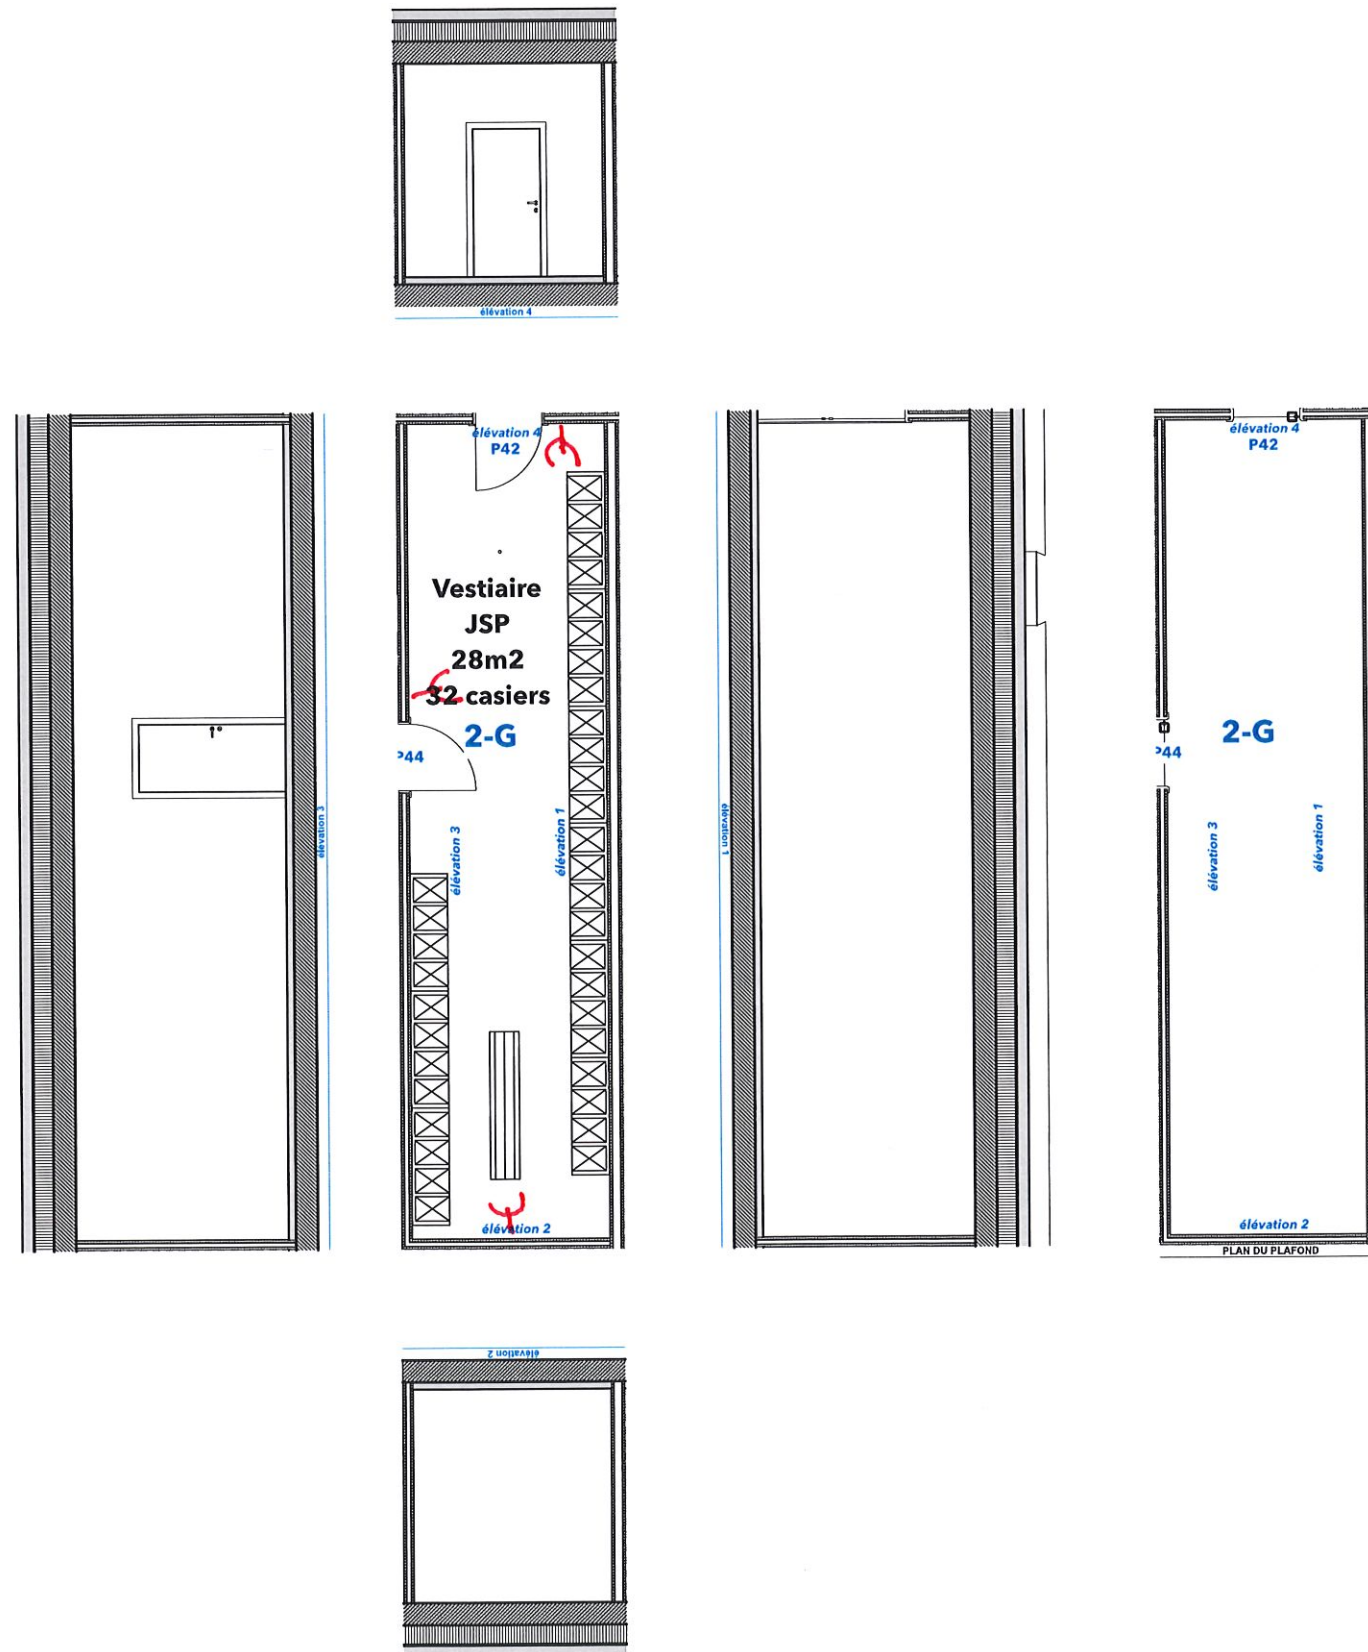 élévation 4
élévation 3
élévation 4
P42
Vestiaire
JSP
28m2
32 casiers
2-G
P44
élévation 3
élévation 1
élévation 2
élévation 1
élévation 4
P42
2-G
P44
élévation 3
élévation 1
élévation 2
PLAN DU PLAFOND
élévation 2